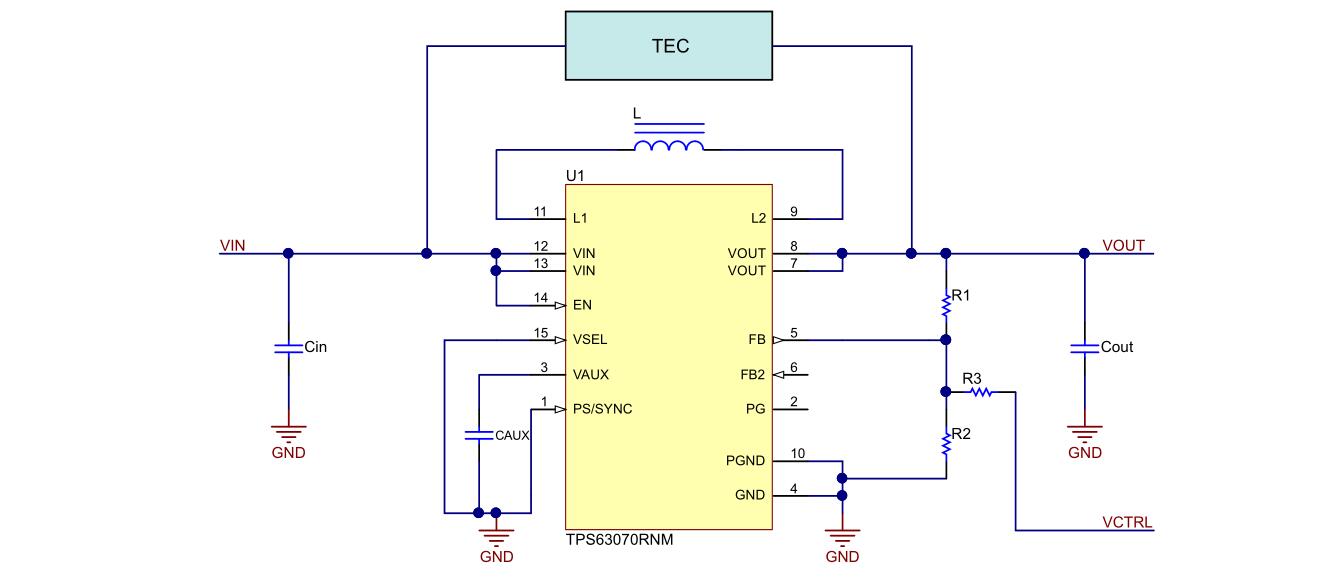 TEC
L
U1
11 L1 L2 9
VIN 12 VIN VOUT 8 VOUT
13 VIN VOUT 7
R1
14 EN
15 VSEL FB 5
Cin Cout
3 VAUX FB2 6
R3
1 PS/SYNC PG 2
CAUX R2
GND GND
PGND 10
4 GND
VCTRL
TPS63070RNM
GND GND